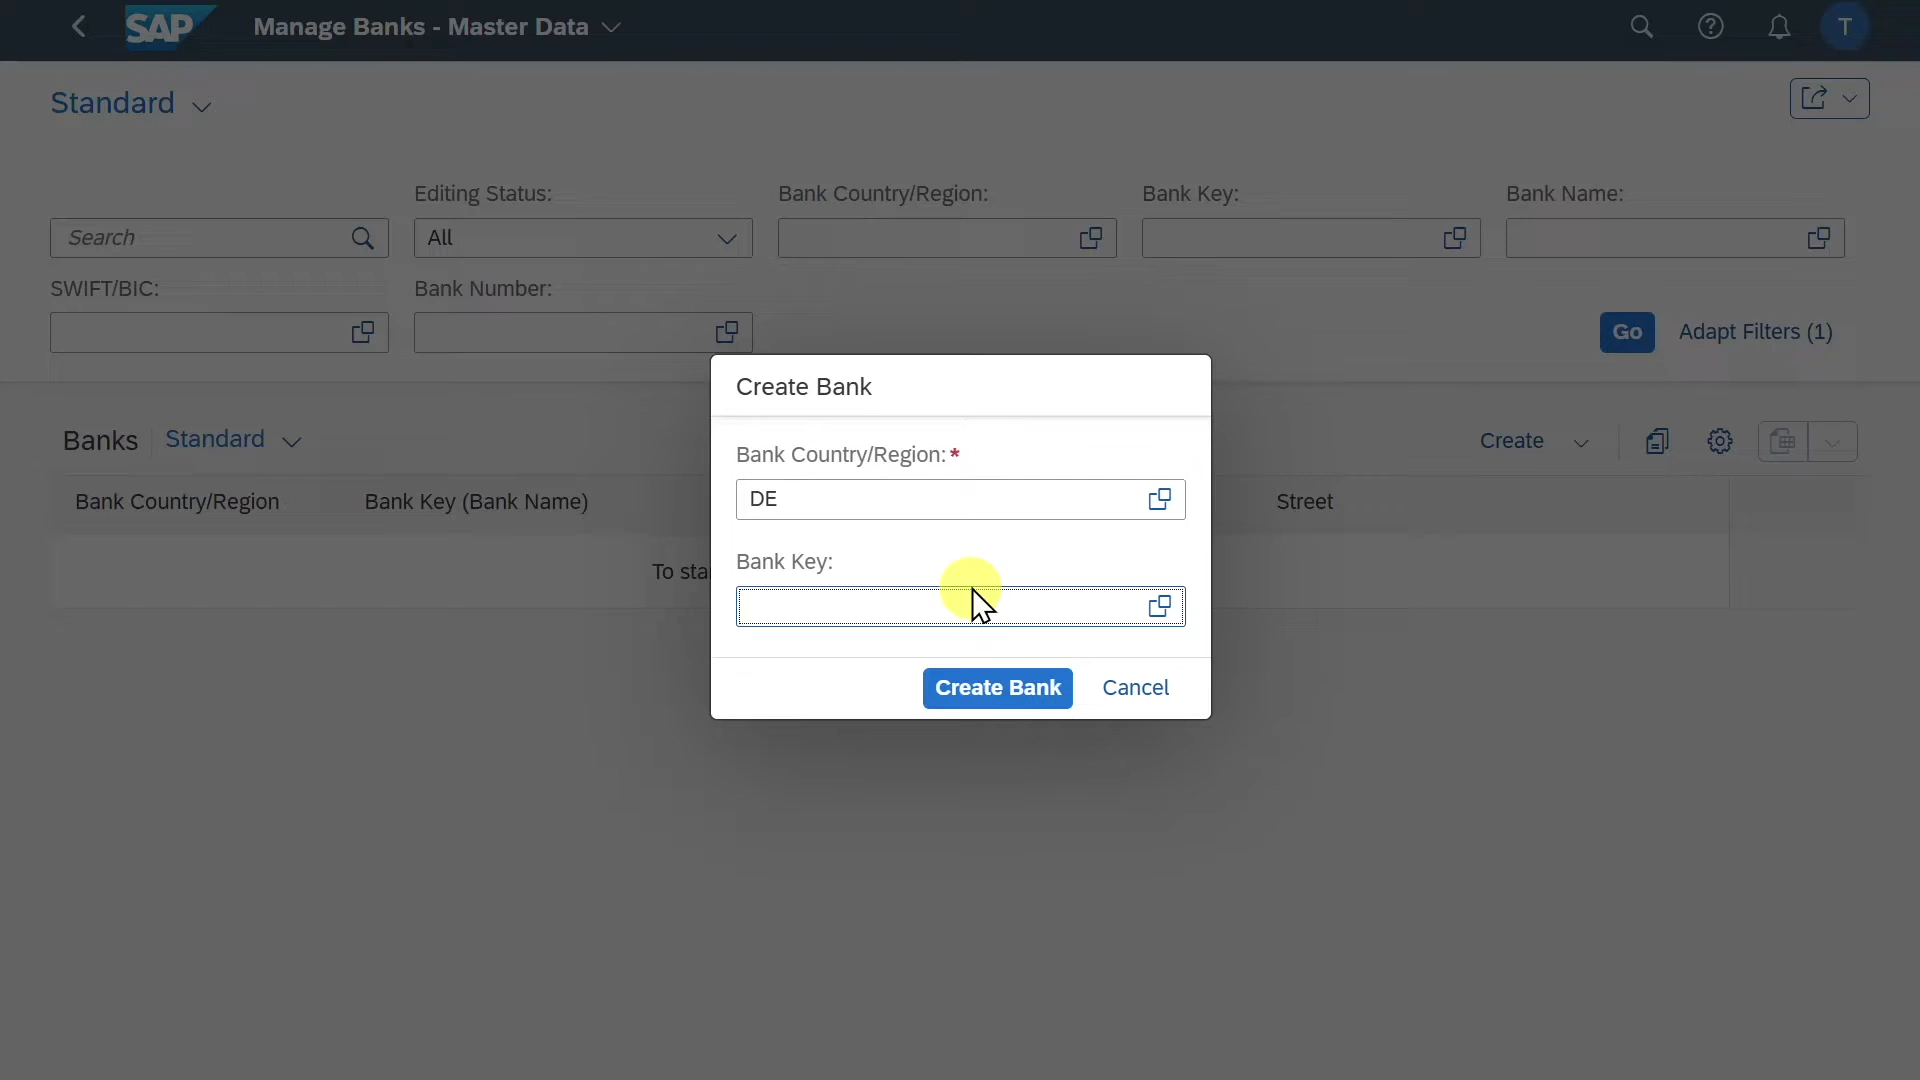 SAP Manage Banks - Master Data T
Standard
Editing Status: Bank Country/Region: Bank Key: Bank Name:
Search All
SWIFT/BIC: Bank Number:
Go Adapt Filters (1)
Create Bank
Banks Standard Create
Bank Country/Region:*
Bank Country/Region Bank Key (Bank Name) Street
DE
Bank Key:
To
Create Bank Cancel